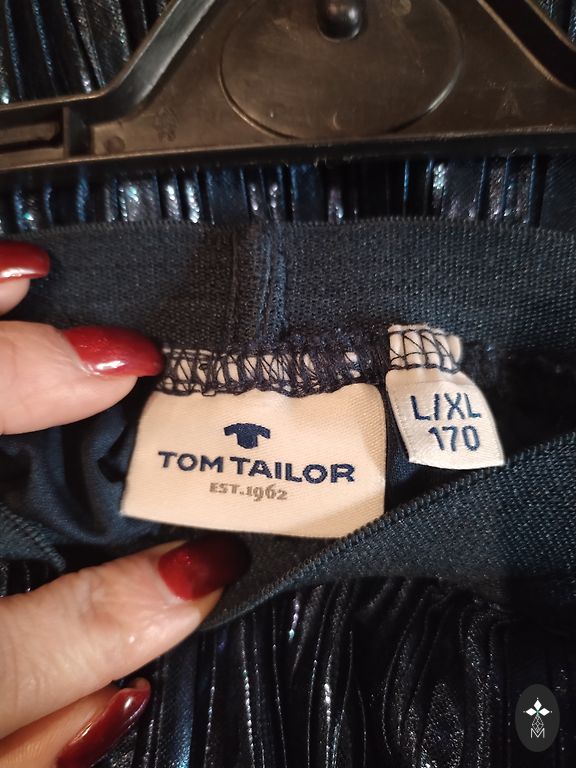 TOM TAILOR
EST.1962
L/XL
170